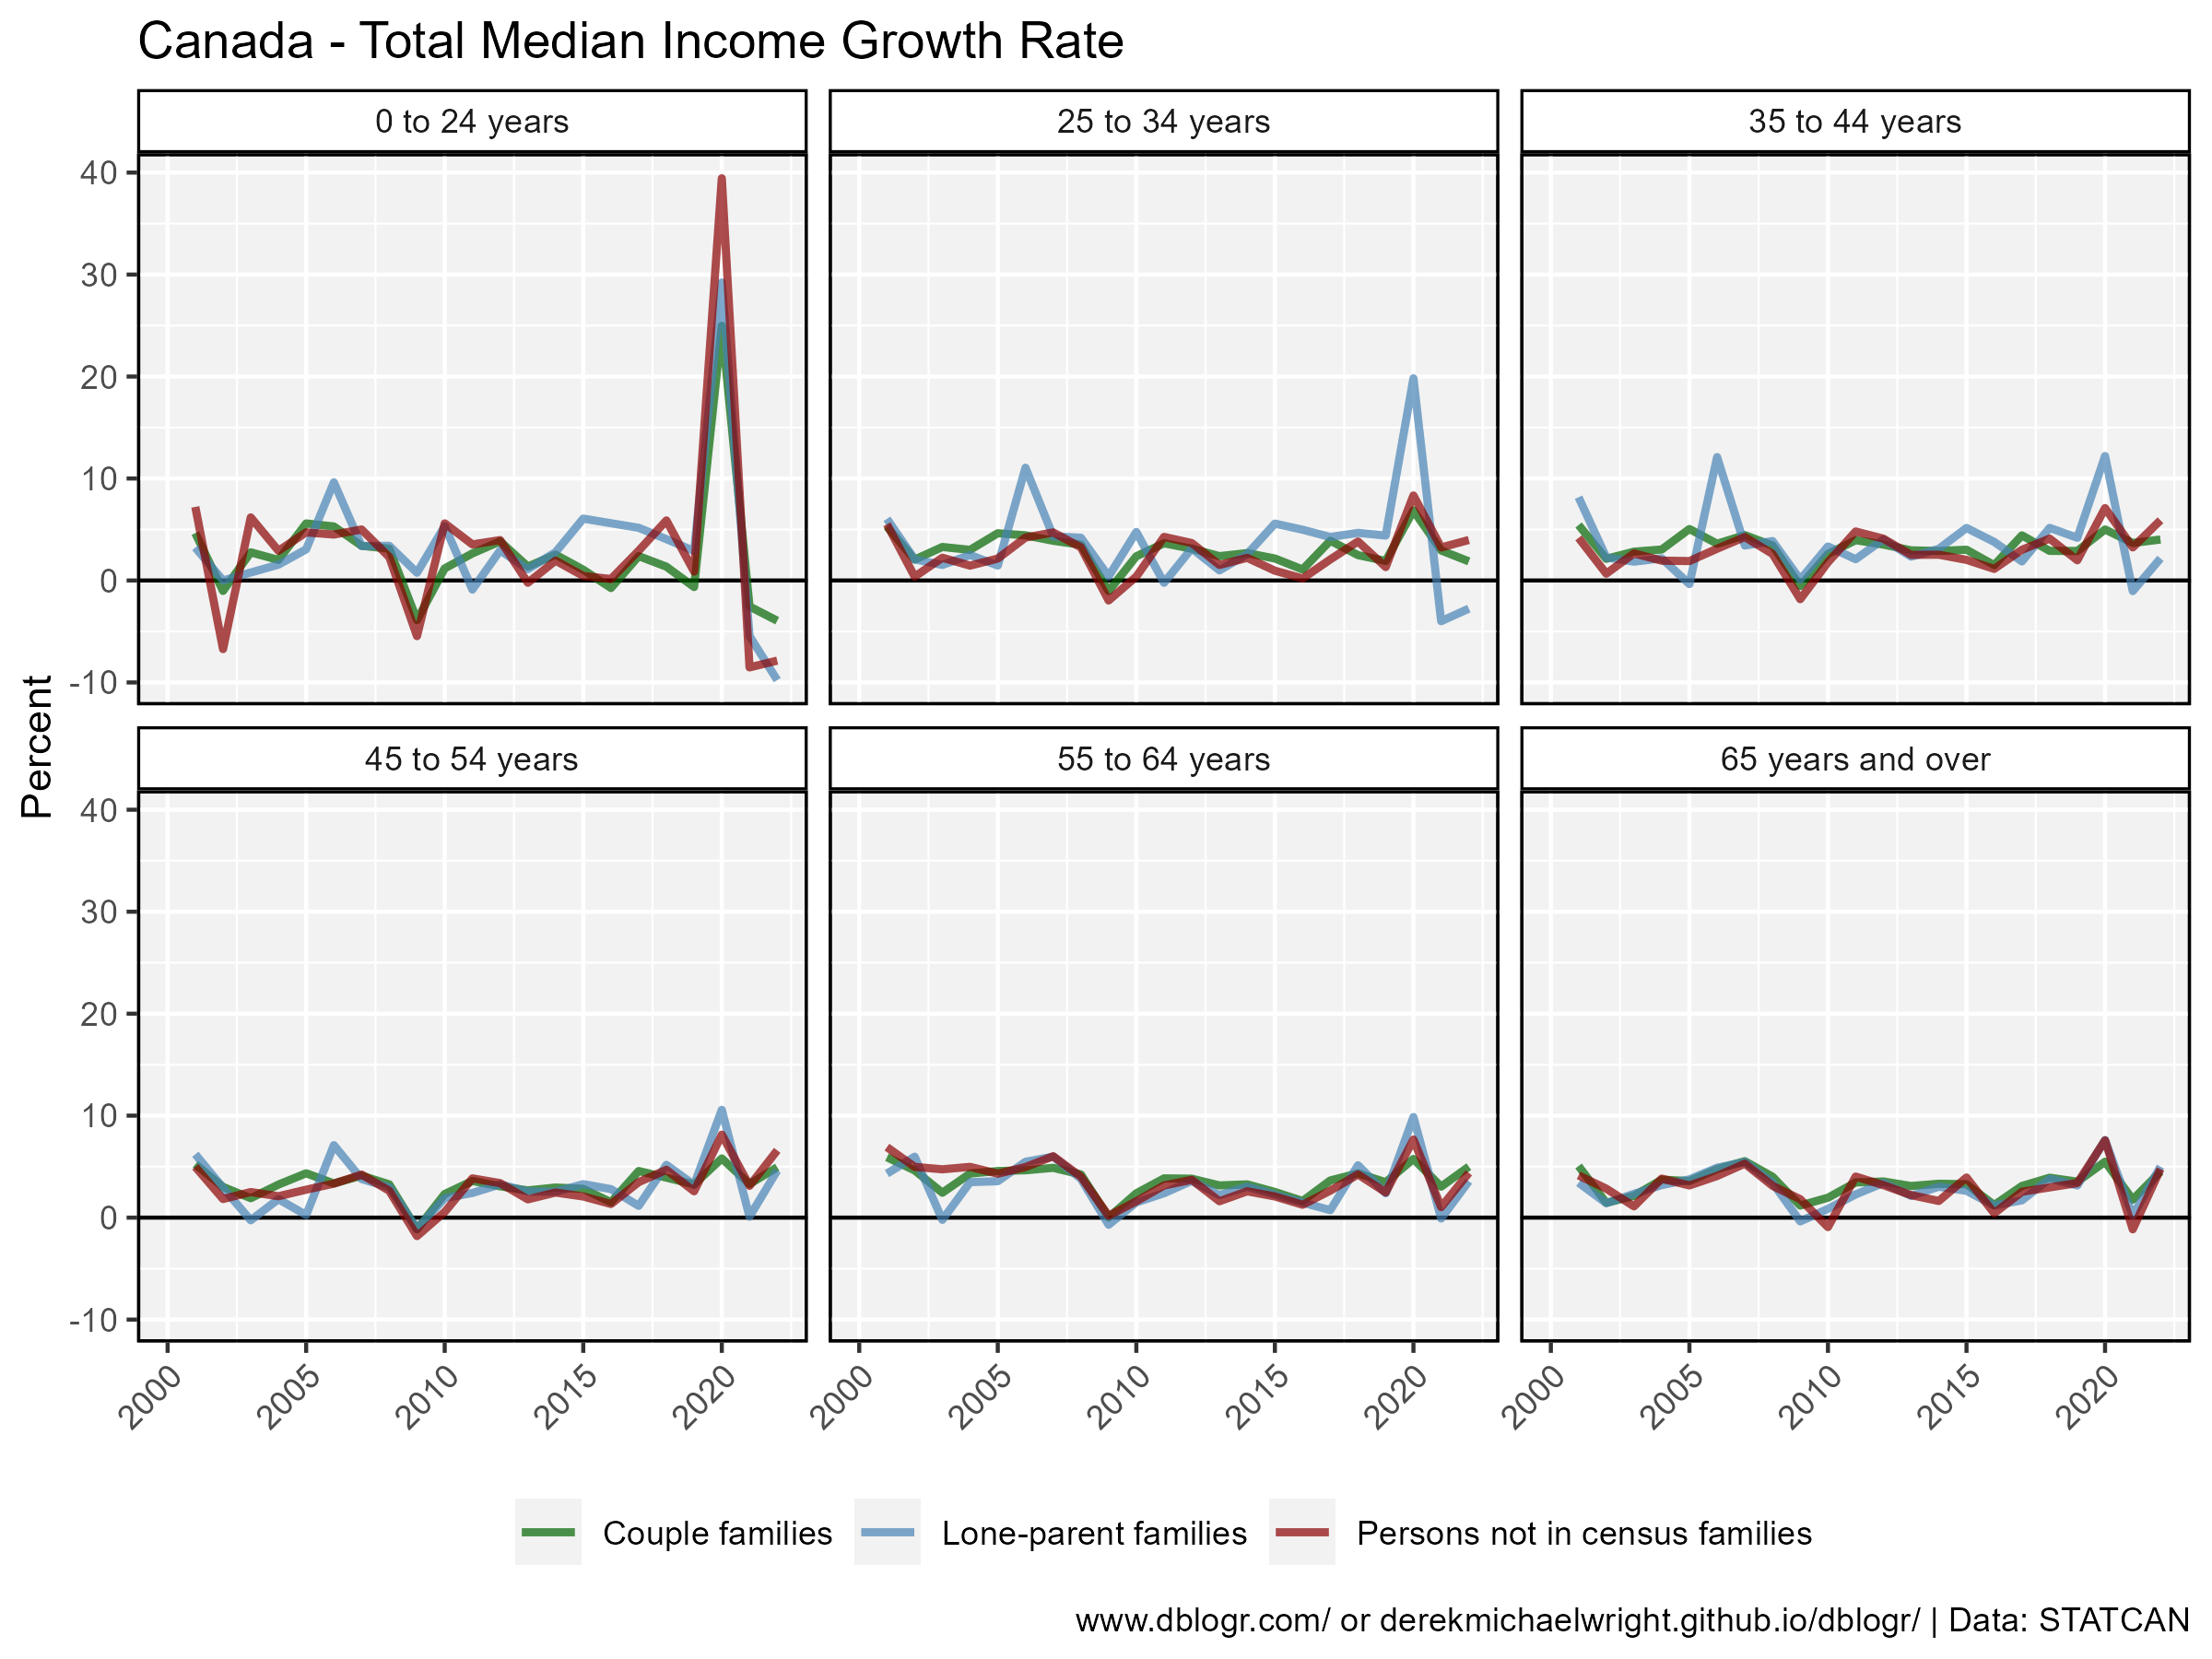 Canada - Total Median Income Growth Rate
0 to 24 years
25 to 34 years
35 to 44 years
40
30
20
10
0
-10
Percent
45 to 54 years
55 to 64 years
65 years and over
40
30
20
10
0
-10
2000 2005 2010 2015 2020
2000 2005 2010 2015 2020
2000 2005 2010 2015 2020
Couple families
Lone-parent families
Persons not in census families
www.dblogr.com/ or derekmichaelwright.github.io/dblogr/ | Data: STATCAN